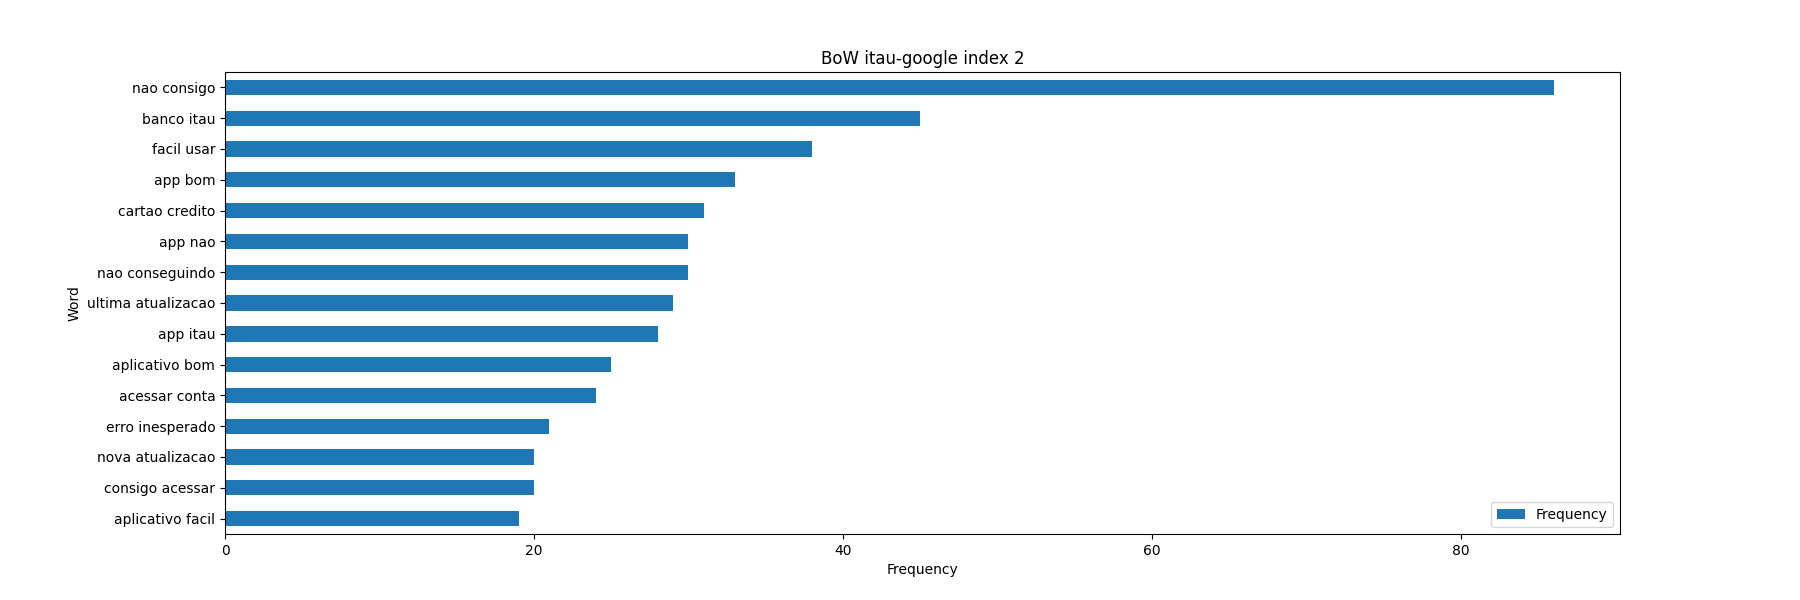 BoW itau-google index 2
nao consigo
banco itau
facil usar
app bom
cartao credito
app nao
nao conseguindo
ultima atualizacao
app itau
aplicativo bom
acessar conta
erro inesperado
nova atualizacao
consigo acessar
aplicativo facil
Word
Frequency
0 20 40 60 80
Frequency